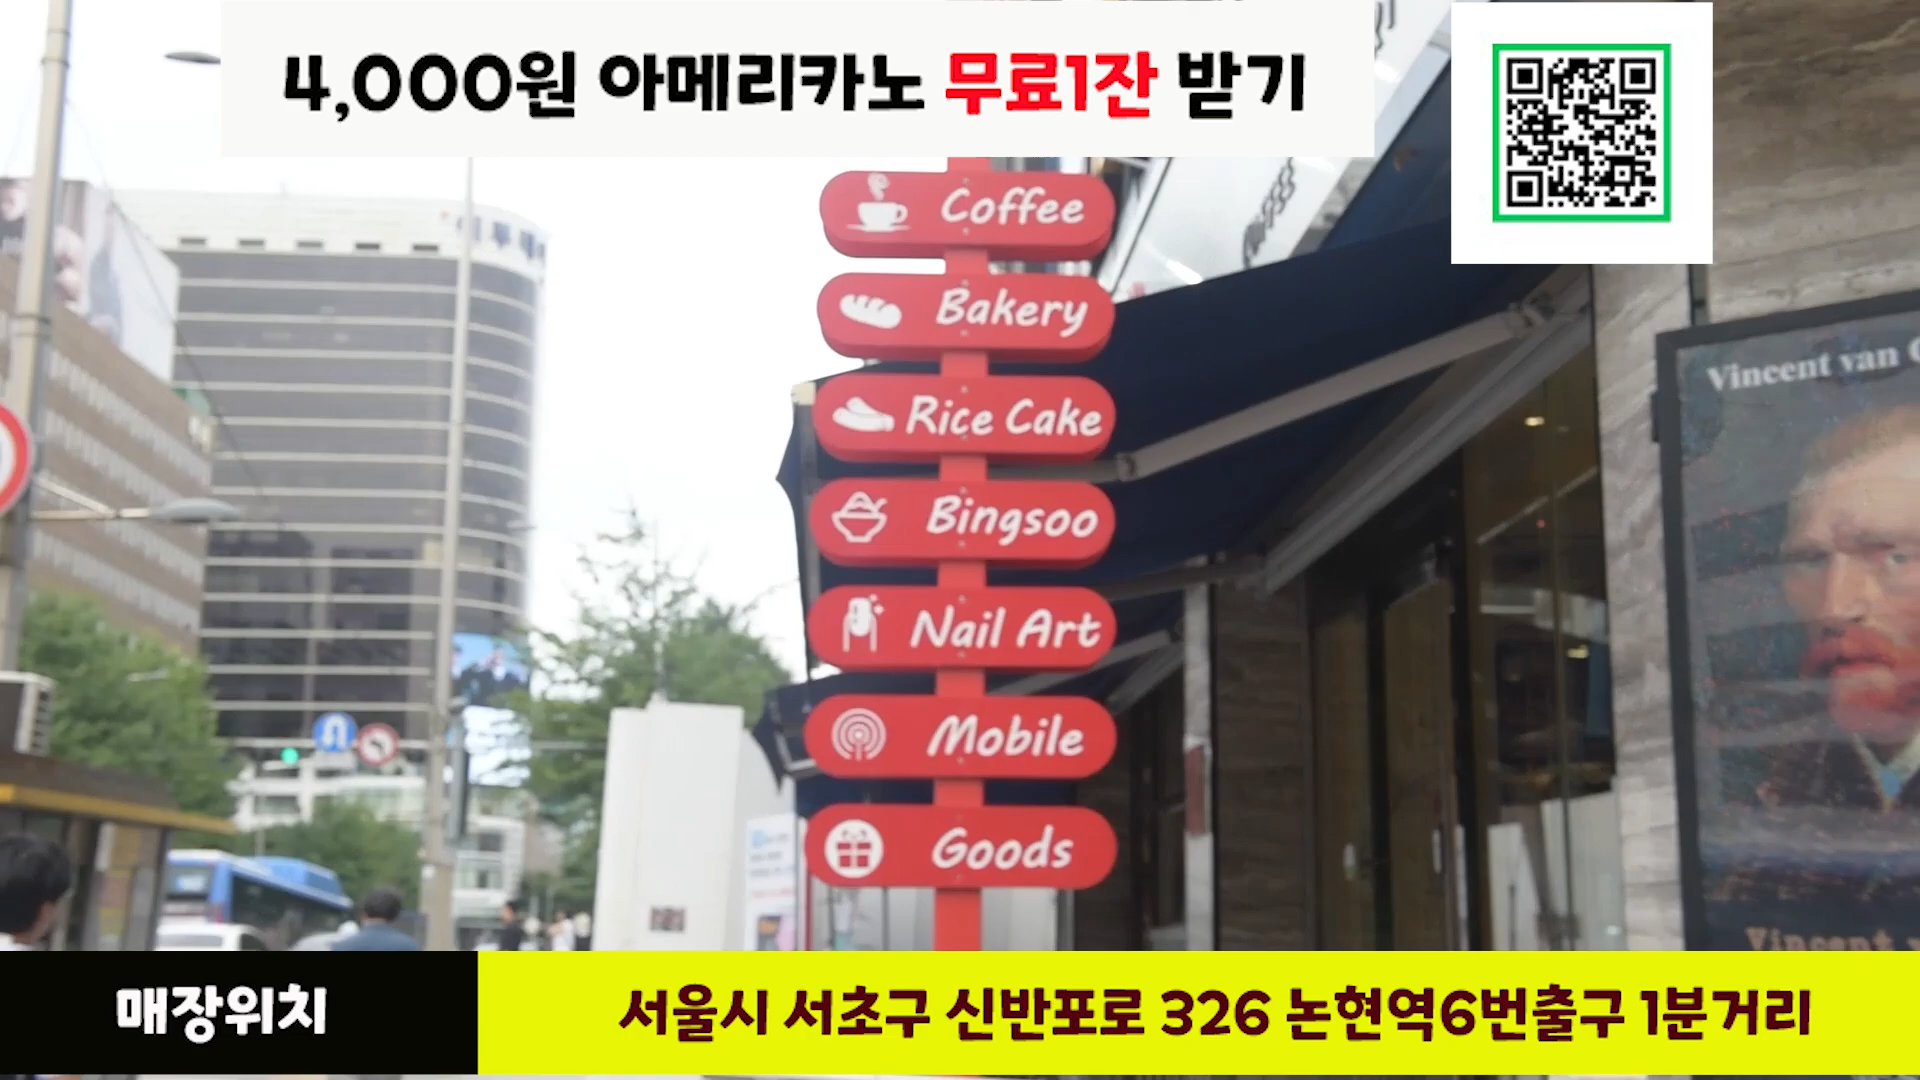 4,000원 아메리카노 무료1잔 받기
Coffee
Bakery
Rice Cake
Bingsoo
Nail Art
Mobile
Goods
Vincent van
Vincent
매장위치
서울시 서초구 신반포로 326 논현역6번출구 1분거리